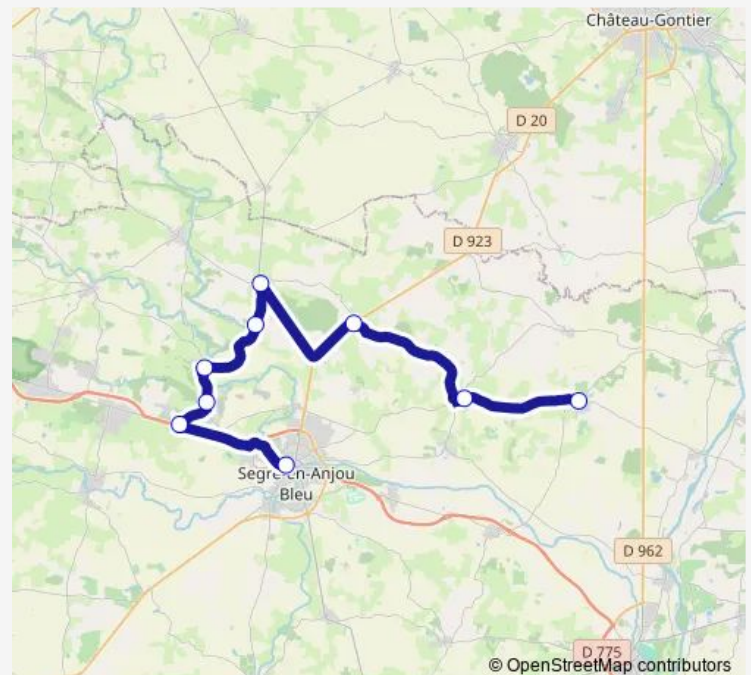 Château-Gontier
D 20
D 923
Segré-en-Anjou
Bleu
D 962
D 775
© OpenStreetMap contributors